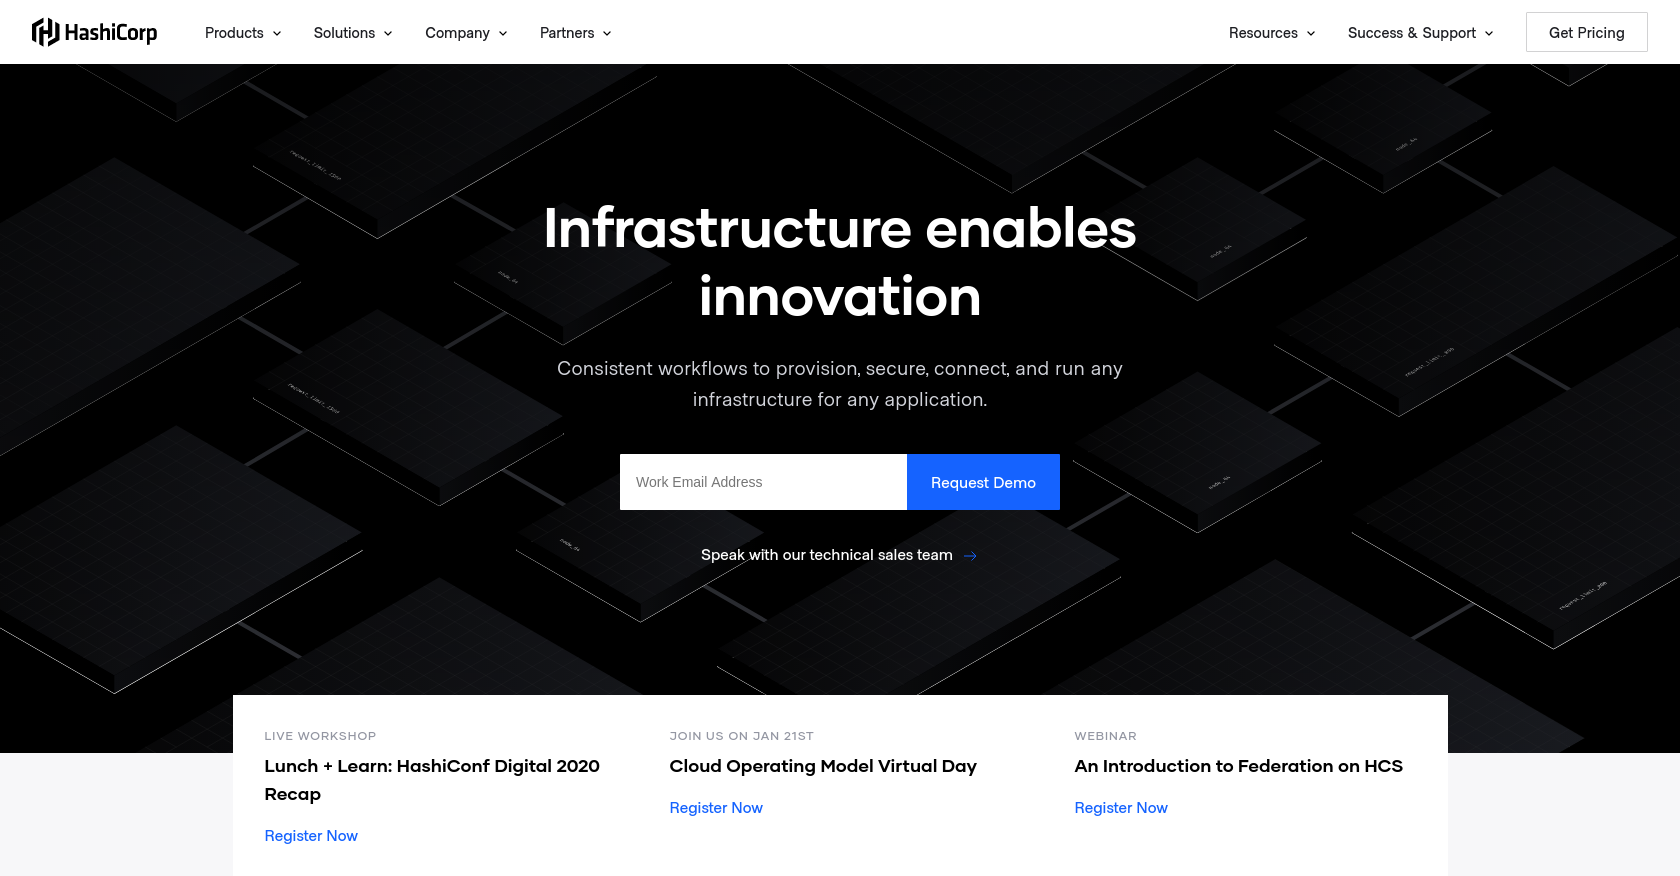 HashiCorp
Products
Solutions
Company
Partners
Resources
Success & Support
Get Pricing
Infrastructure enables
innovation
Consistent workflows to provision, secure, connect, and run any
infrastructure for any application.
Work Email Address
Request Demo
Speak with our technical sales team
LIVE WORKSHOP
Lunch + Learn: HashiConf Digital 2020
Recap
Register Now
JOIN US ON JAN 21ST
Cloud Operating Model Virtual Day
Register Now
WEBINAR
An Introduction to Federation on HCS
Register Now